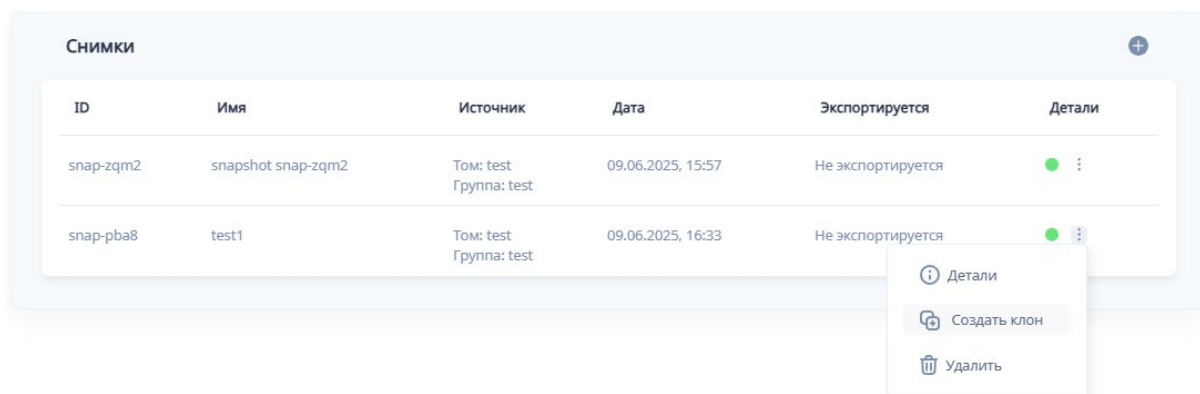 Снимки
ID Имя Источник Дата Экспортируется Детали
snap-zqm2 snapshot snap-zqm2 Том: test 09.06.2025, 15:57 Не экспортируется
Группа: test
snap-pba8 test1 Том: test 09.06.2025, 16:33 Не экспортируется
Группа: test
Детали
Создать клон
Удалить